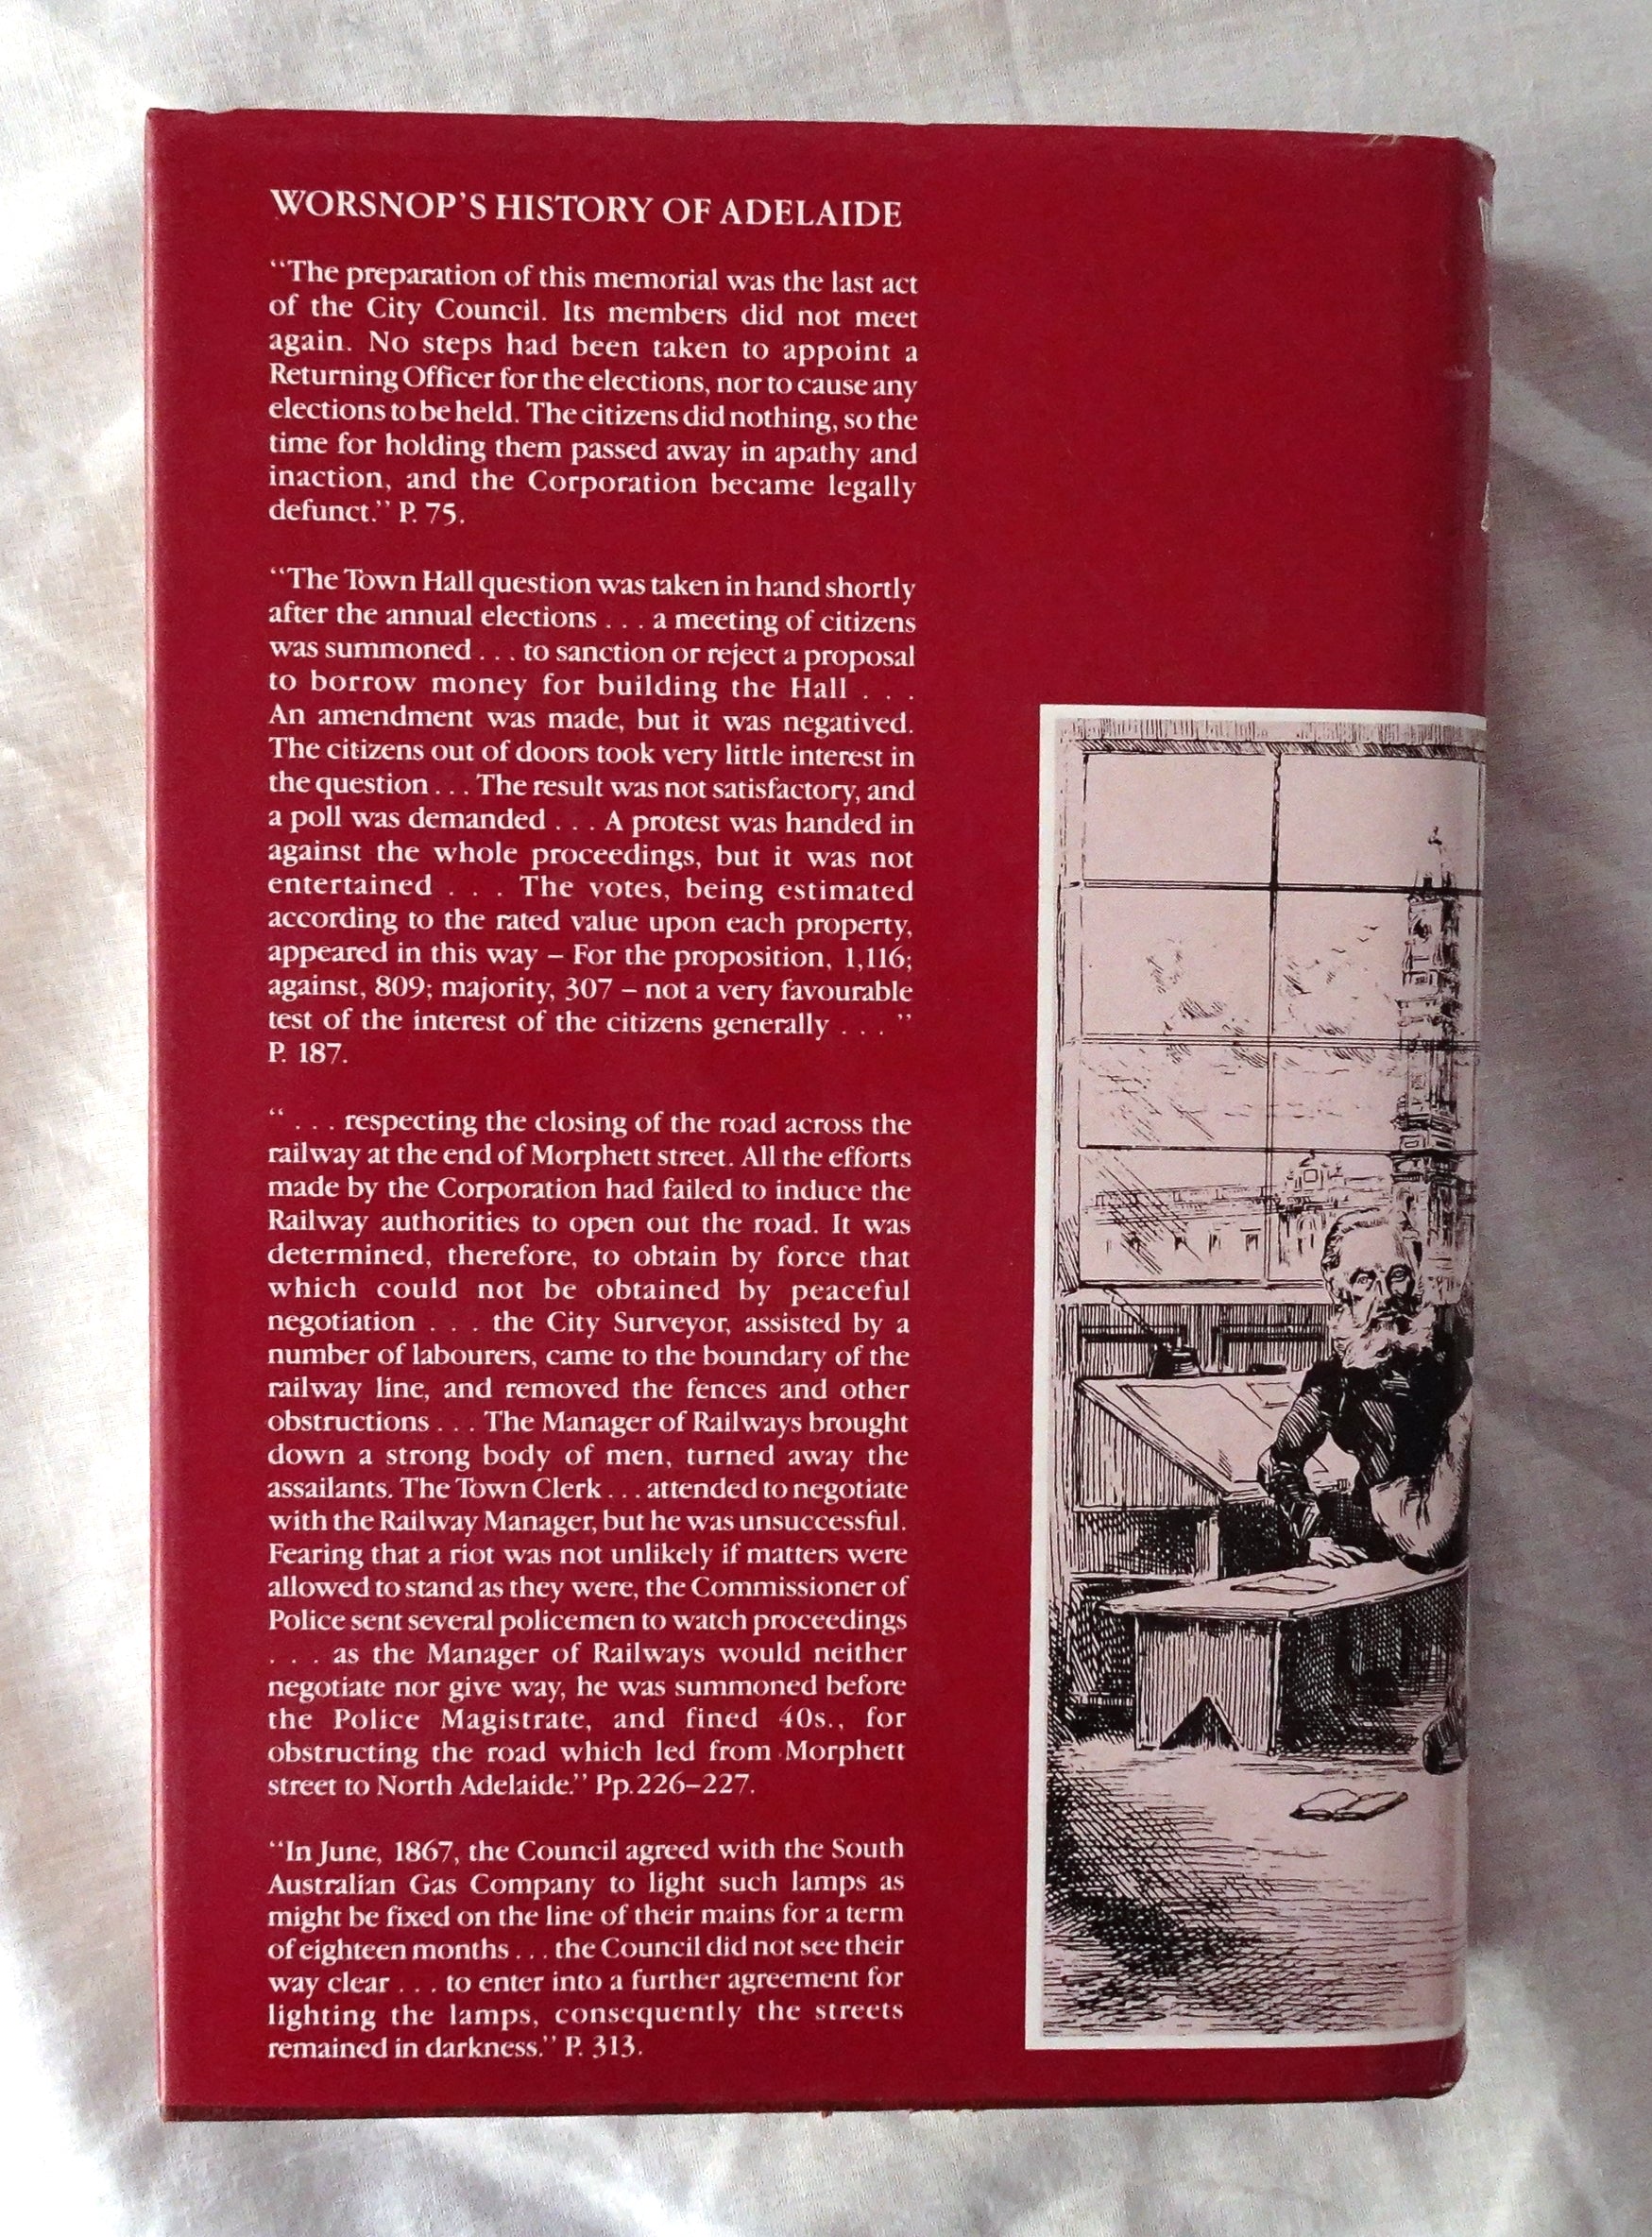 WORSNOP'S HISTORY OF ADELAIDE
"The preparation of this memorial was the last act
of the City Council. Its members did not meet
again. No steps had been taken to appoint a
Returning Officer for the elections, nor to cause any
elections to be held. The citizens did nothing, so the
time for holding them passed away in apathy and
inaction, and the Corporation became legally
defunct." P. 75.
"The Town Hall question was taken in hand shortly
after the annual elections . . . a meeting of citizens
was summoned . . . to sanction or reject a proposal
to borrow money for building the Hall . . .
An amendment was made, but it was negatived.
The citizens out of doors took very little interest in
the question . . . The result was not satisfactory, and
a poll was demanded . . . A protest was handed in
against the whole proceedings, but it was not
entertained . . . The votes, being estimated
according to the rated value upon each property,
appeared in this way – For the proposition, 1,116;
against, 809; majority, 307 – not a very favourable
test of the interest of the citizens generally . . . "
P. 187.
" . . . respecting the closing of the road across the
railway at the end of Morphett street. All the efforts
made by the Corporation had failed to induce the
Railway authorities to open out the road. It was
determined, therefore, to obtain by force that
which could not be obtained by peaceful
negotiation . . . the City Surveyor, assisted by a
number of labourers, came to the boundary of the
railway line, and removed the fences and other
obstructions . . . The Manager of Railways brought
down a strong body of men, turned away the
assailants. The Town Clerk . . . attended to negotiate
with the Railway Manager, but he was unsuccessful.
Fearing that a riot was not unlikely if matters were
allowed to stand as they were, the Commissioner of
Police sent several policemen to watch proceedings
. . . as the Manager of Railways would neither
negotiate nor give way, he was summoned before
the Police Magistrate, and fined 40s., for
obstructing the road which led from Morphett
street to North Adelaide." Pp.226–227.
"In June, 1867, the Council agreed with the South
Australian Gas Company to light such lamps as
might be fixed on the line of their mains for a term
of eighteen months . . . the Council did not see their
way clear . . . to enter into a further agreement for
lighting the lamps, consequently the streets
remained in darkness." P. 313.